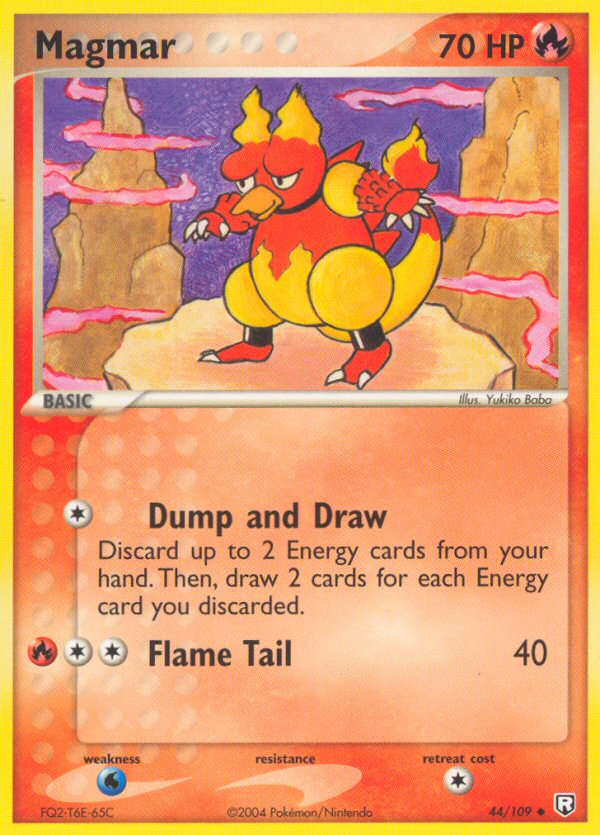 Magmar
70 HP
BASIC
Illus. Yukiko Baba
Dump and Draw
Discard up to 2 Energy cards from your
hand. Then, draw 2 cards for each Energy
card you discarded.
Flame Tail 40
weakness resistance retreat cost
FQ2-T6E-65C ©2004 Pokémon/Nintendo 44/109 ◆ R